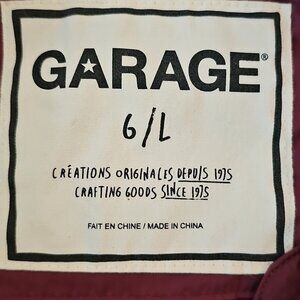 GARAGE®
6/L
CRÉATIONS ORIGINALES DEPUIS 1975
CRAFTING GOODS SINCE 1975
FAIT EN CHINE / MADE IN CHINA